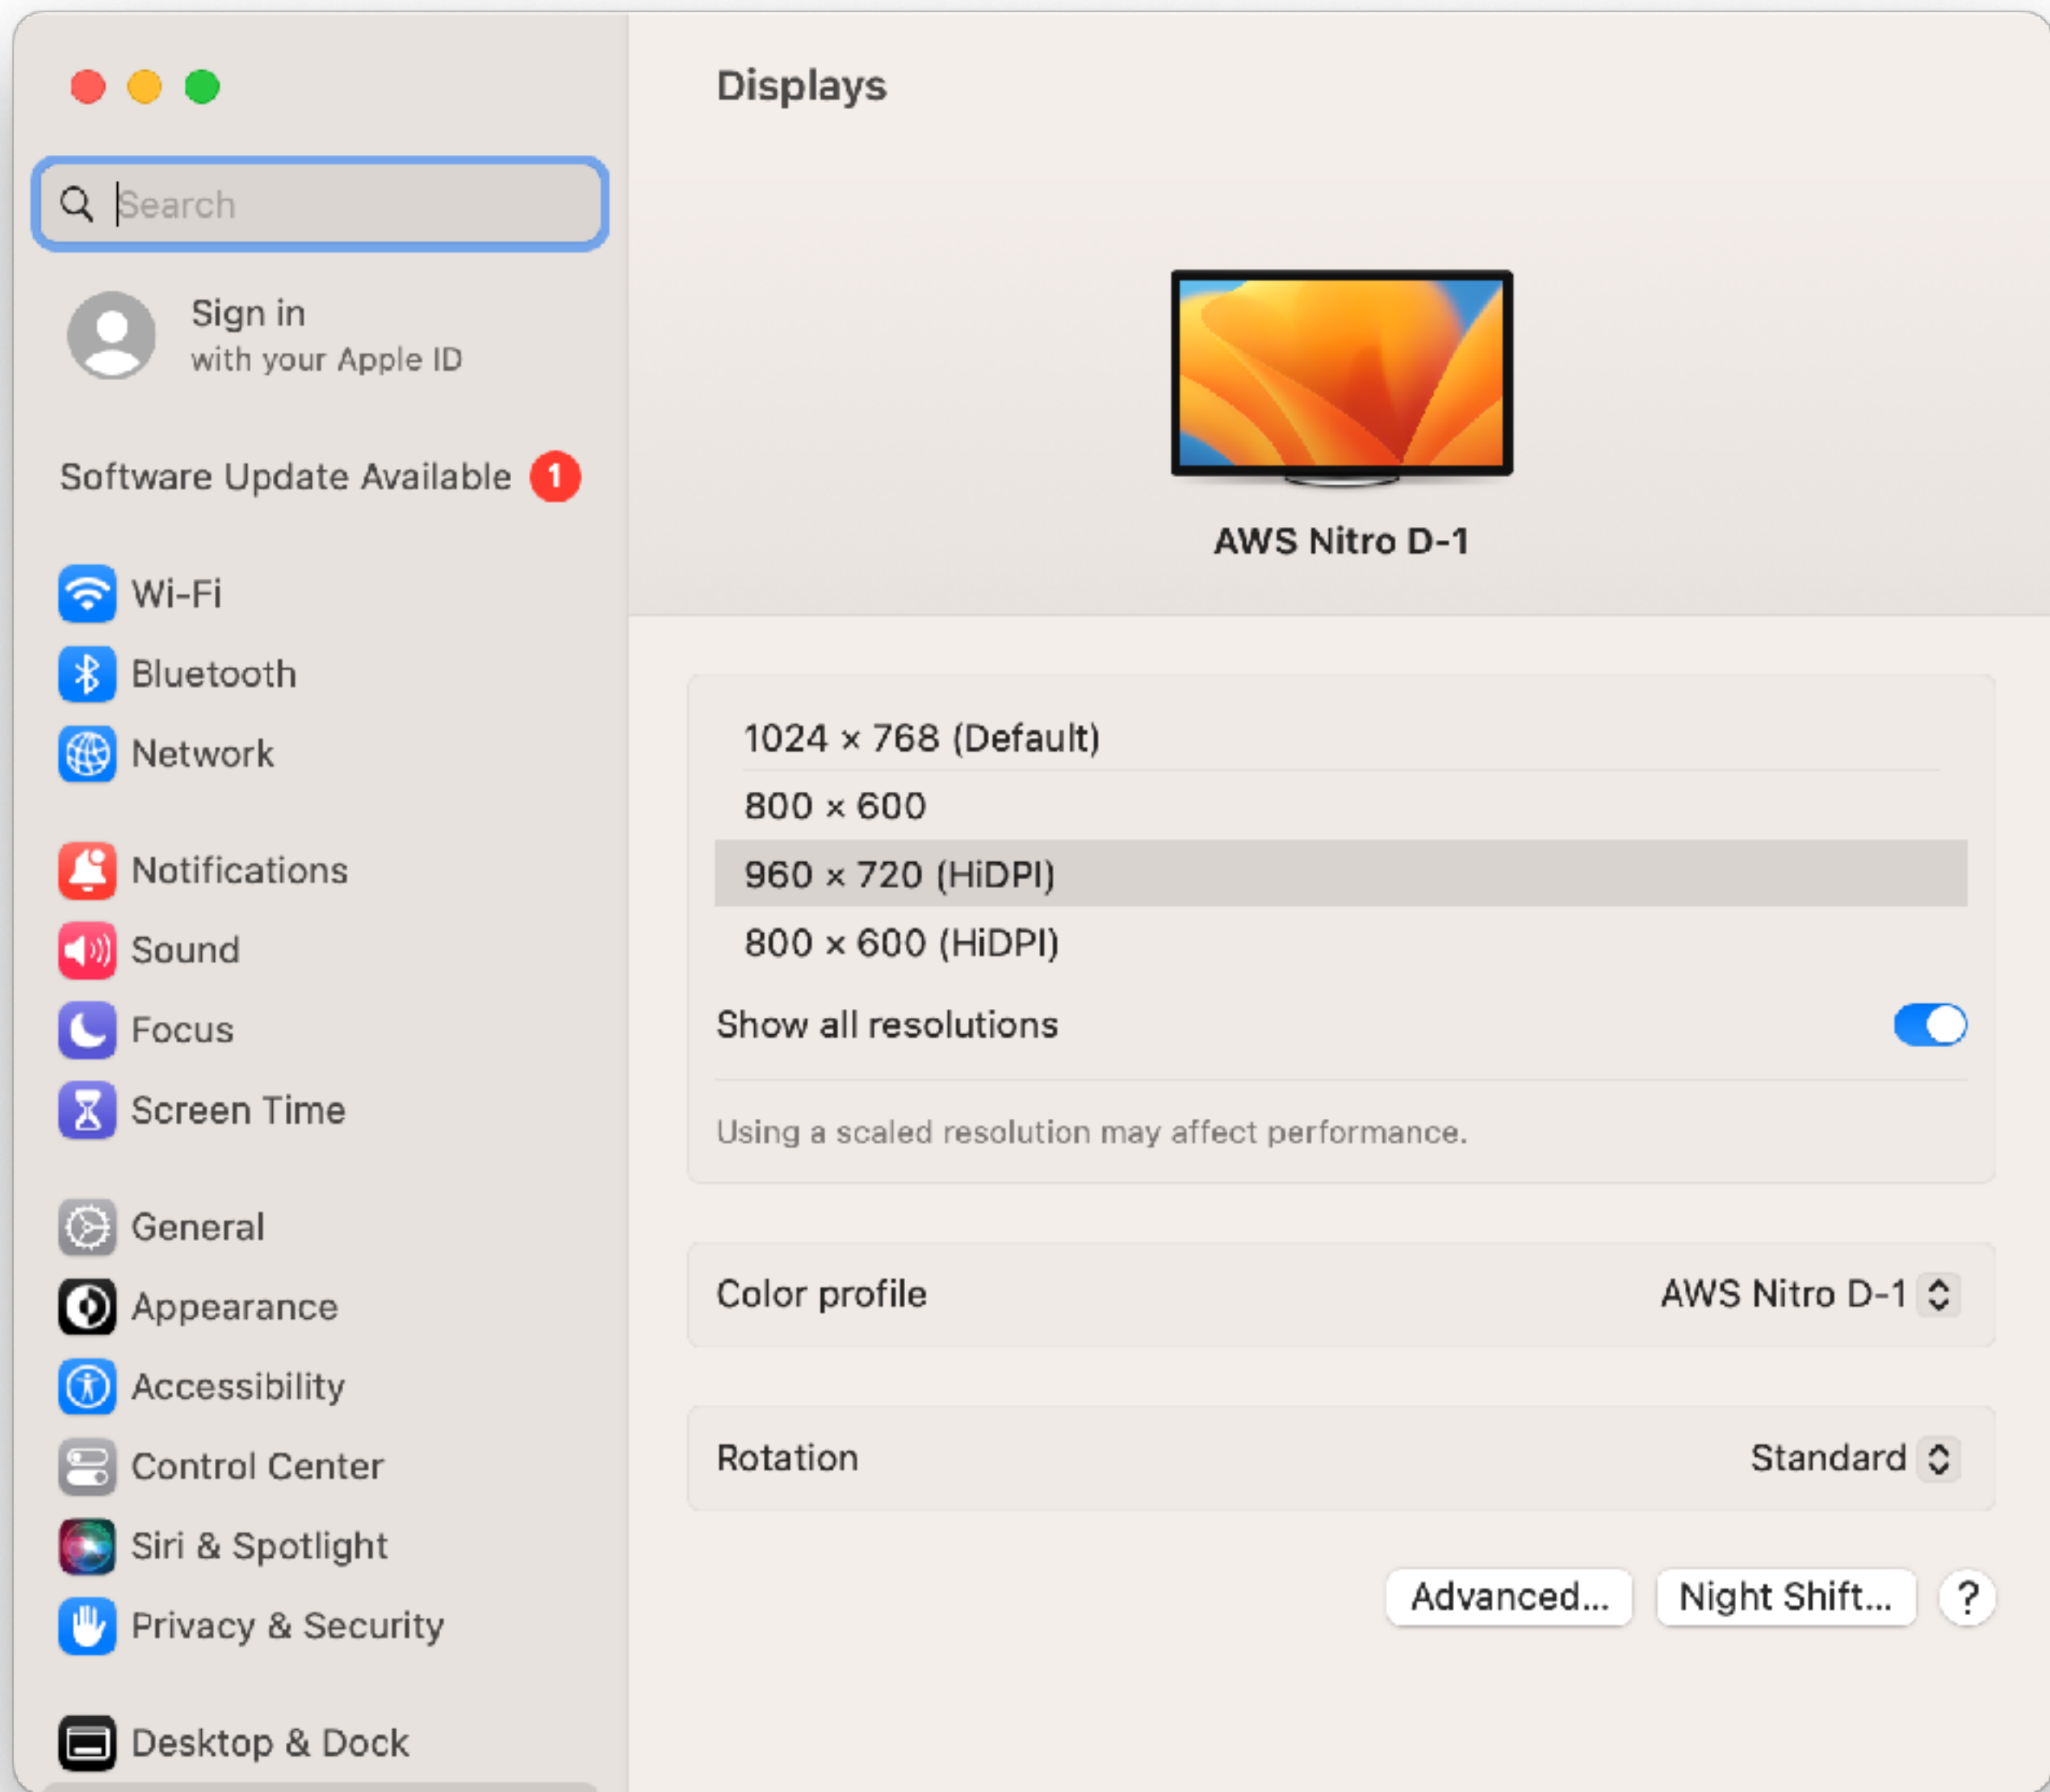 Search
Sign in
with your Apple ID
Software Update Available 1
Wi-Fi
Bluetooth
Network
Notifications
Sound
Focus
Screen Time
General
Appearance
Accessibility
Control Center
Siri & Spotlight
Privacy & Security
Desktop & Dock
Displays
AWS Nitro D-1
1024 × 768 (Default)
800 × 600
960 × 720 (HiDPI)
800 × 600 (HiDPI)
Show all resolutions
Using a scaled resolution may affect performance.
Color profile AWS Nitro D-1
Rotation Standard
Advanced... Night Shift... ?